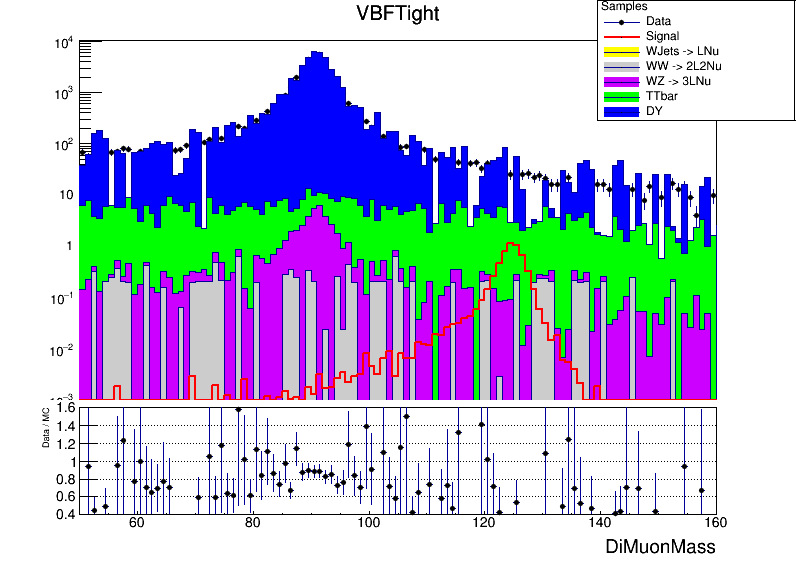 VBFTight
Samples
Data
Signal
WJets -> LNu
WW -> 2L2Nu
WZ -> 3LNu
TTbar
DY
10^4
10^3
10^2
10
1
10^-1
10^-2
10^-3
Data / MC
1.6
1.4
1.2
1
0.8
0.6
0.4
60 80 100 120 140 160
DiMuonMass